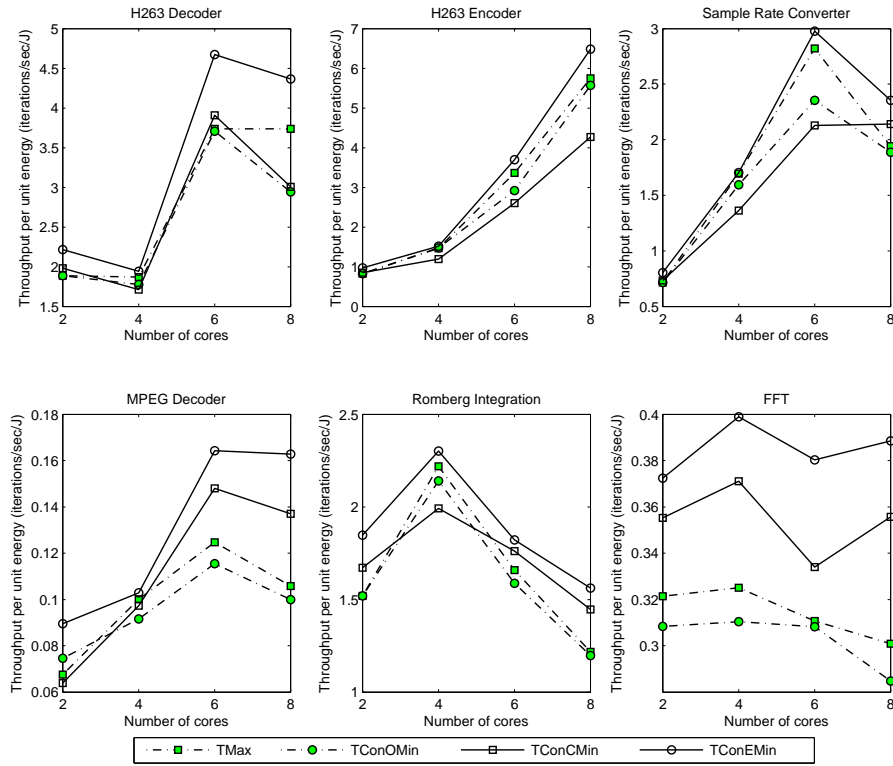 H263 Decoder
Throughput per unit energy (iterations/sec/J)
5
4.5
4
3.5
3
2.5
2
1.5
2 4 6 8
Number of cores
H263 Encoder
Throughput per unit energy (iterations/sec/J)
7
6
5
4
3
2
1
0
2 4 6 8
Number of cores
Sample Rate Converter
Throughput per unit energy (iterations/sec/J)
3
2.5
2
1.5
1
0.5
2 4 6 8
Number of cores
MPEG Decoder
Throughput per unit energy (iterations/sec/J)
0.18
0.16
0.14
0.12
0.1
0.08
0.06
2 4 6 8
Number of cores
Romberg Integration
Throughput per unit energy (iterations/sec/J)
2.5
2
1.5
1
2 4 6 8
Number of cores
FFT
Throughput per unit energy (iterations/sec/J)
0.4
0.38
0.36
0.34
0.32
0.3
2 4 6 8
Number of cores
TMax TConOMin TConCMin TConEMin